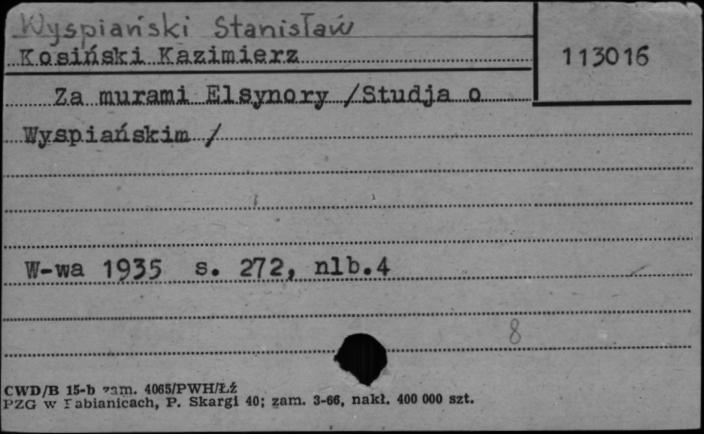 Wyspiański Stanisław
Kosiński Kazimierz
113016
Za murami Elsynory /Studja o
Wyspiańskim /
W-wa 1935 s. 272, nlb.4
8
CWD/B 15-b zam. 4065/PWH/ŁŹ
PZG w Pabianicach, P. Skargi 40; zam. 3-66, nakł. 400 000 szt.